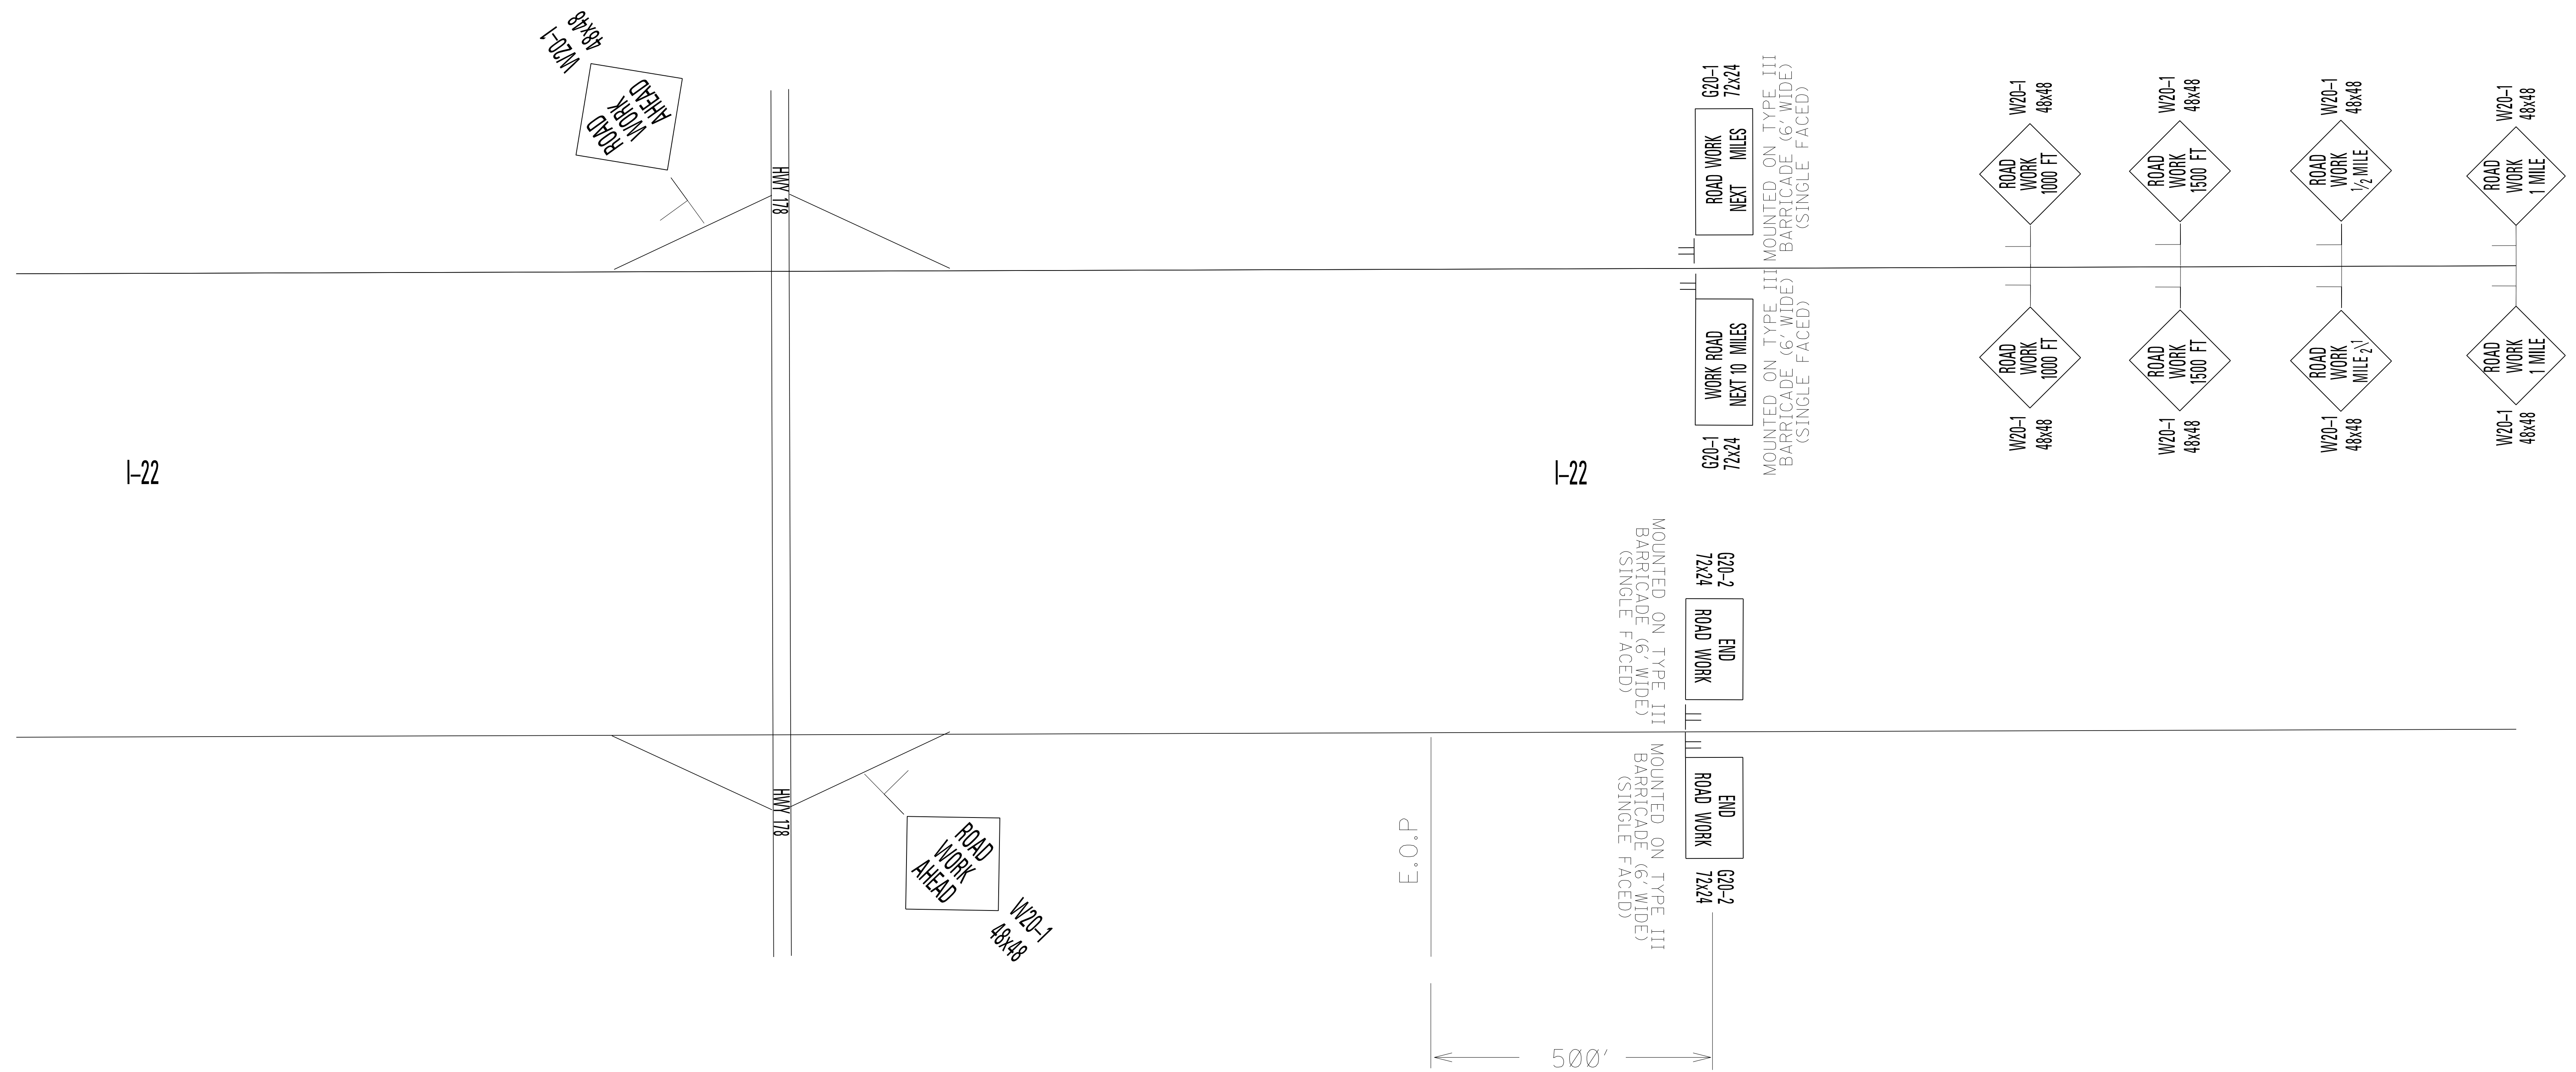 W20-1
48x48
ROAD
WORK
AHEAD
HWY 178
G20-1
72x24
ROAD WORK
NEXT MILES
MOUNTED ON TYPE III
BARRICADE (6' WIDE)
(SINGLE FACED)
W20-1
48x48
ROAD
WORK
1000 FT
W20-1
48x48
ROAD
WORK
1500 FT
W20-1
48x48
ROAD
WORK
1/2 MILE
W20-1
48x48
ROAD
WORK
1 MILE
WORK ROAD
NEXT 10 MILES
G20-1
72x24
MOUNTED ON TYPE III
BARRICADE (6' WIDE)
(SINGLE FACED)
ROAD
WORK
1000 FT
W20-1
48x48
ROAD
WORK
1500 FT
W20-1
48x48
ROAD
WORK
MILE 2\1
W20-1
48x48
ROAD
WORK
1 MILE
W20-1
48x48
I-22
I-22
G20-2
72x24
END
ROAD WORK
MOUNTED ON TYPE III
BARRICADE (6' WIDE)
(SINGLE FACED)
HWY 178
ROAD
WORK
AHEAD
W20-1
48x48
E.O.P
END
ROAD WORK
G20-2
72x24
MOUNTED ON TYPE III
BARRICADE (6' WIDE)
(SINGLE FACED)
500'